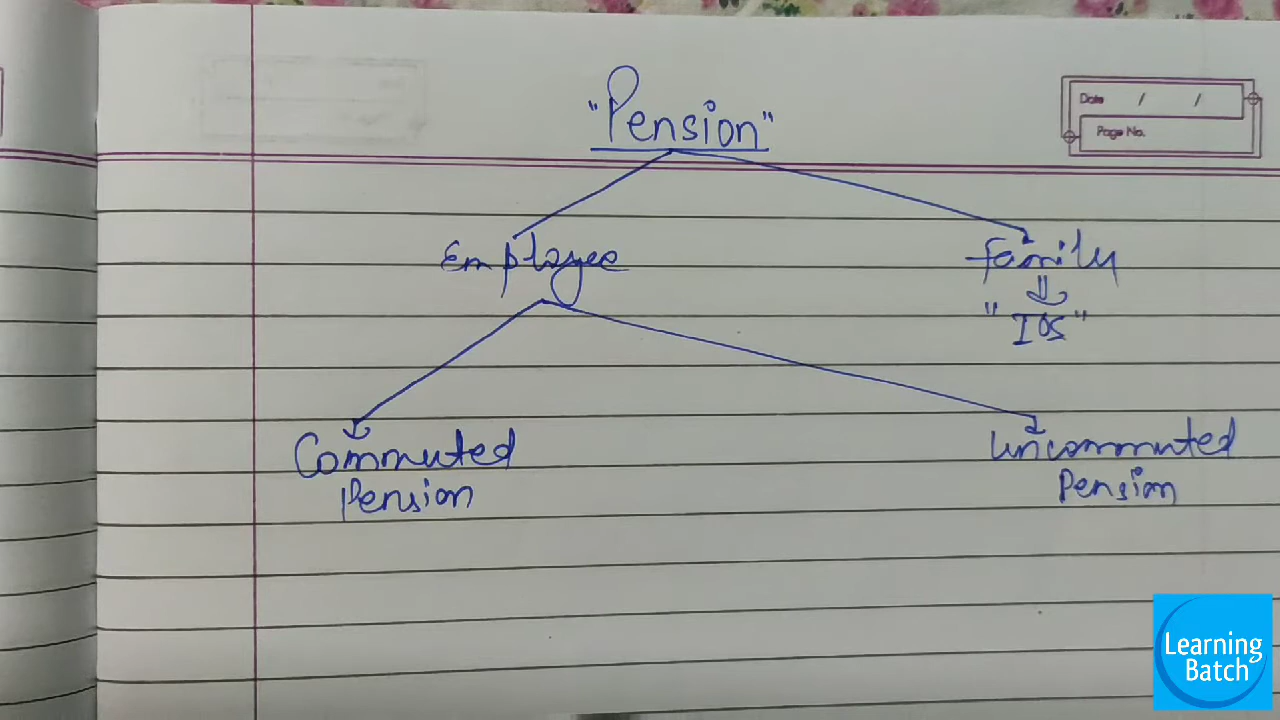 "Pension"
Date / /
Page No.
Employee
family
"IOS"
Commuted
Pension
Uncommuted
Pension
Learning
Batch